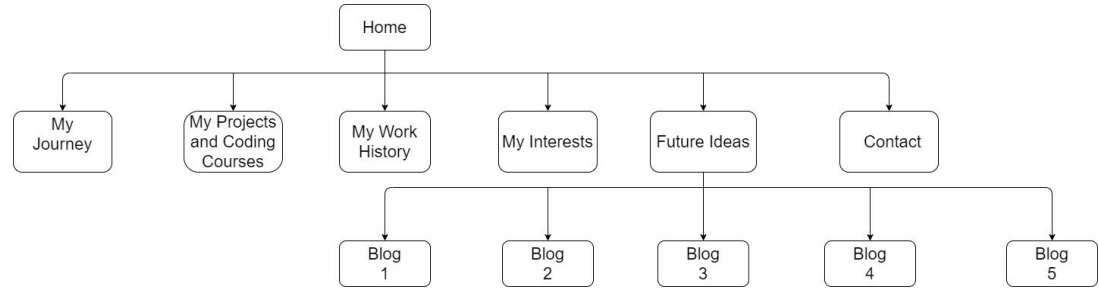 Home
My
Journey
My Projects
and Coding
Courses
My Work
History
My Interests
Future Ideas
Contact
Blog
1
Blog
2
Blog
3
Blog
4
Blog
5